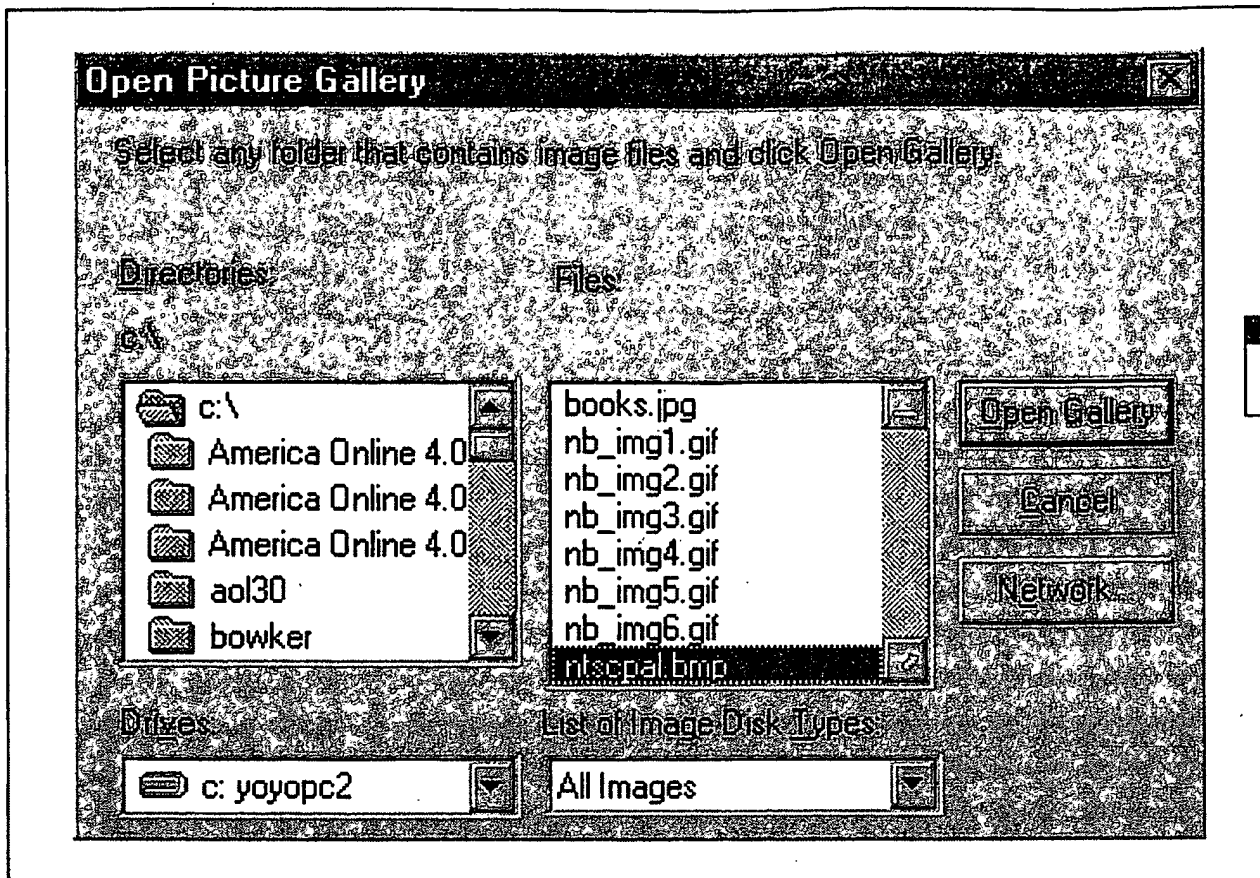 Open Picture Gallery
Select any folder that contains image files and click Open Gallery.
Directories:
c:\
c:\
America Online 4.0
America Online 4.0
America Online 4.0
aol30
bowker
Files:
books.jpg
nb_img1.gif
nb_img2.gif
nb_img3.gif
nb_img4.gif
nb_img5.gif
nb_img6.gif
ntscpal.bmp
Open Gallery
Cancel
Network...
Drives:
c: yoyopc2
List of Image Disk Types:
All Images